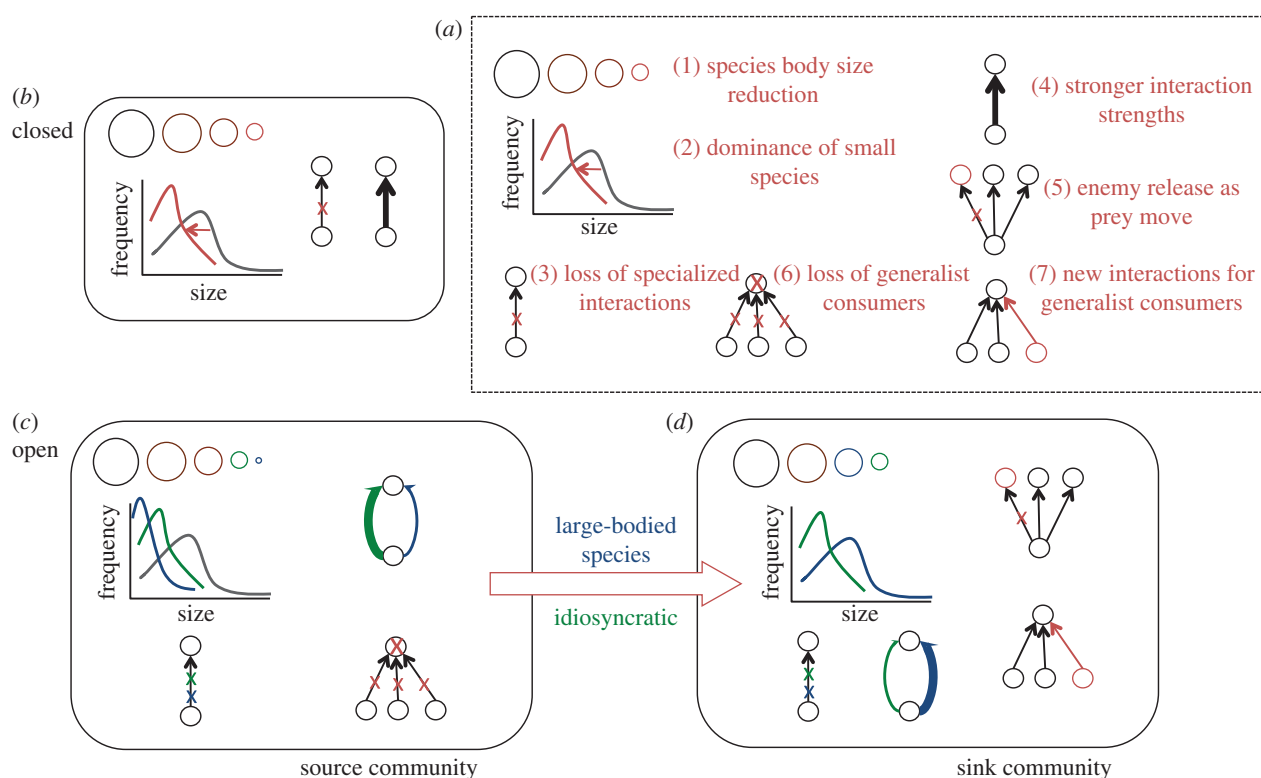 (a)
(1) species body size
reduction
frequency
size
(2) dominance of small
species
(3) loss of specialized
interactions
(4) stronger interaction
strengths
(5) enemy release as
prey move
(6) loss of generalist
consumers
(7) new interactions for
generalist consumers
x
x
x x x
x
(b)
closed
frequency
size
x
(c)
open
frequency
size
x
x
x
x x x
source community
large-bodied
species
idiosyncratic
(d)
frequency
size
x
x
x
sink community